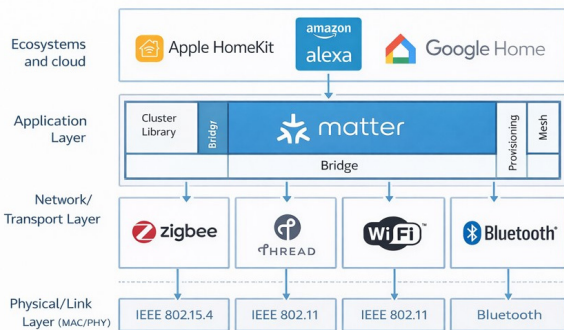 Ecosystems
and cloud
Apple HomeKit
amazon
alexa
Google Home
Application
Layer
Cluster
Library
Bridgr
matter
Bridge
Provisioning
Mesh
Network/
Transport Layer
zigbee
THREAD
WiFi™
Bluetooth®
Physical/Link
Layer (MAC/PHY)
IEEE 802.15.4
IEEE 802.11
IEEE 802.11
Bluetooth